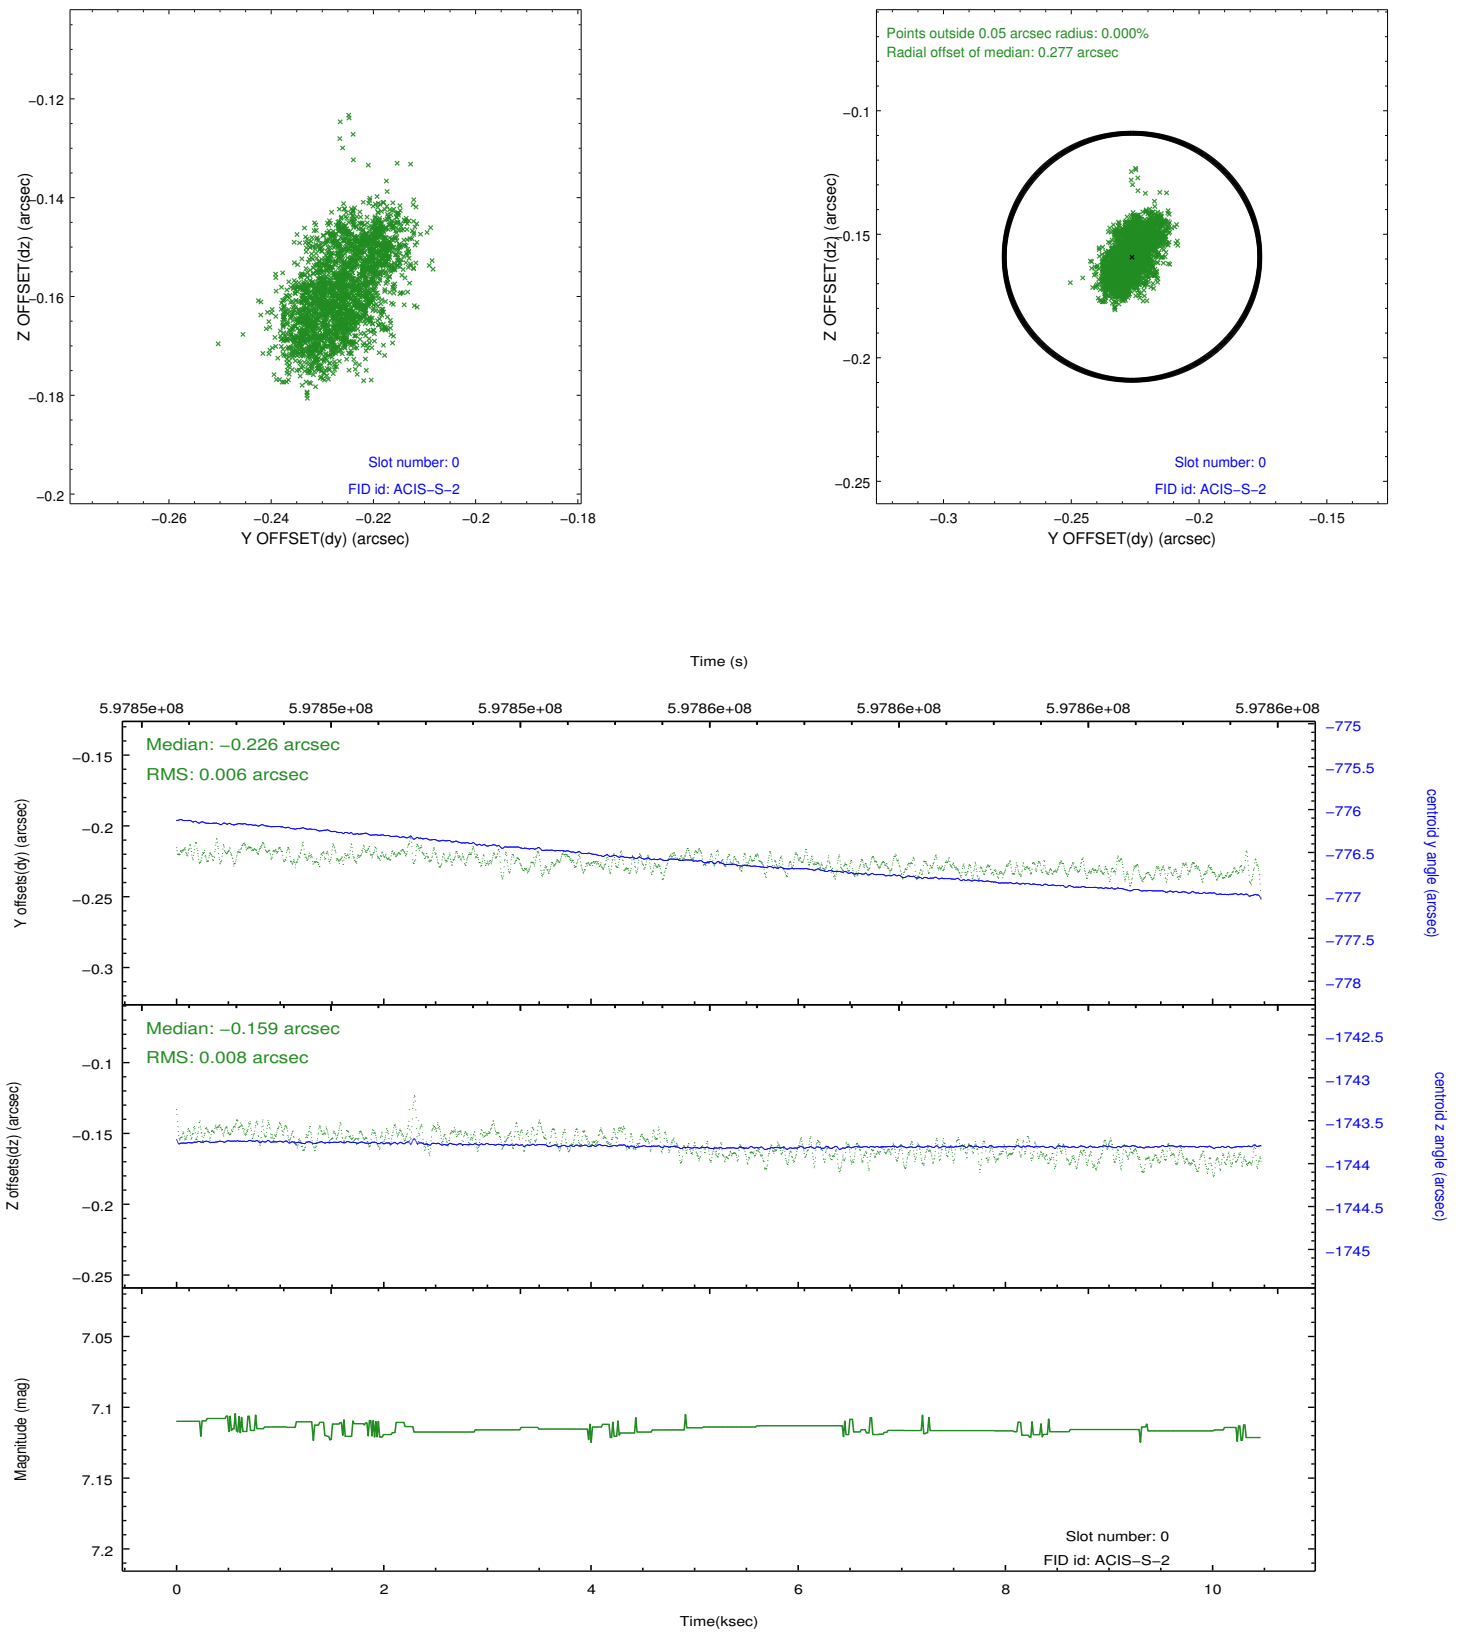 −0.12
−0.14
−0.16
−0.18
−0.2
Z OFFSET(dz) (arcsec)
Slot number: 0
FID id: ACIS−S−2
−0.26
−0.24
−0.22
−0.2
−0.18
Y OFFSET(dy) (arcsec)
Points outside 0.05 arcsec radius: 0.000%
Radial offset of median: 0.277 arcsec
−0.1
−0.15
−0.2
−0.25
Z OFFSET(dz) (arcsec)
Slot number: 0
FID id: ACIS−S−2
−0.3
−0.25
−0.2
−0.15
Y OFFSET(dy) (arcsec)
Time (s)
5.9785e+08
5.9785e+08
5.9785e+08
5.9786e+08
5.9786e+08
5.9786e+08
5.9786e+08
Median: −0.226 arcsec
RMS: 0.006 arcsec
−0.15
−0.2
−0.25
−0.3
Y offsets(dy) (arcsec)
−775
−775.5
−776
−776.5
−777
−777.5
−778
centroid y angle (arcsec)
Median: −0.159 arcsec
RMS: 0.008 arcsec
−0.1
−0.15
−0.2
−0.25
Z offsets(dz) (arcsec)
−1742.5
−1743
−1743.5
−1744
−1744.5
−1745
centroid z angle (arcsec)
7.05
7.1
7.15
7.2
Magnitude (mag)
Slot number: 0
FID id: ACIS−S−2
0
2
4
6
8
10
Time(ksec)